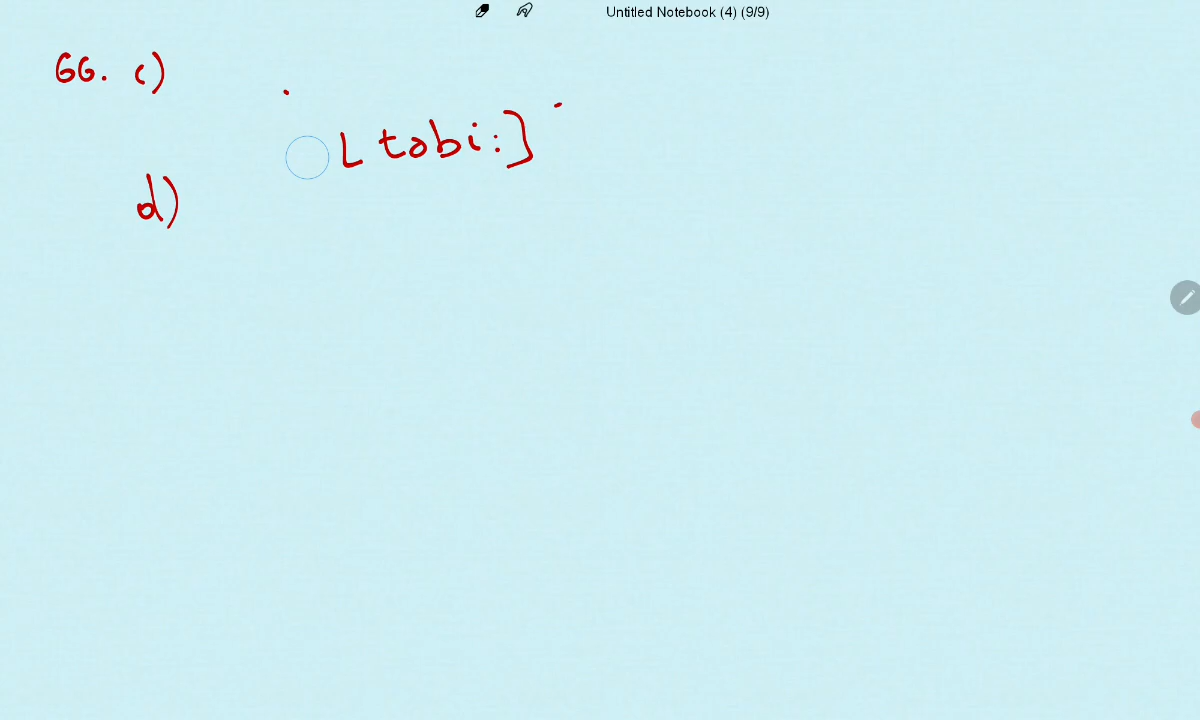 Untitled Notebook (4) (9/9)
66. c)
[tobi:]
d)